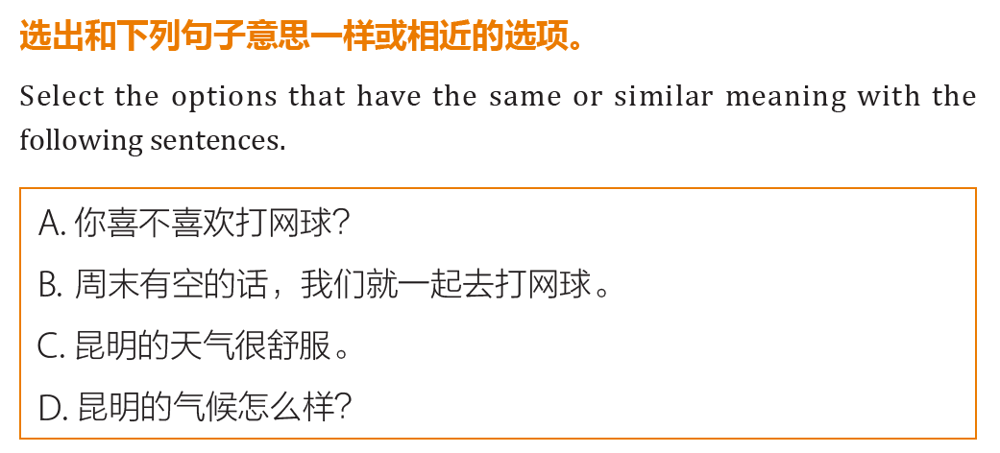 选出和下列句子意思一样或相近的选项。
Select the options that have the same or similar meaning with the
following sentences.
A. 你喜不喜欢打网球？
B. 周末有空的话，我们就一起去打网球。
C. 昆明的天气很舒服。
D. 昆明的气候怎么样？